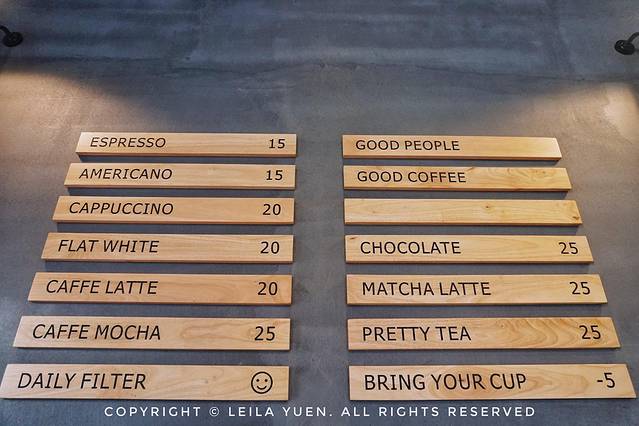 ESPRESSO 15
AMERICANO 15
CAPPUCCINO 20
FLAT WHITE 20
CAFFE LATTE 20
CAFFE MOCHA 25
DAILY FILTER ☺
GOOD PEOPLE
GOOD COFFEE
CHOCOLATE 25
MATCHA LATTE 25
PRETTY TEA 25
BRING YOUR CUP -5
COPYRIGHT © LEILA YUEN. ALL RIGHTS RESERVED